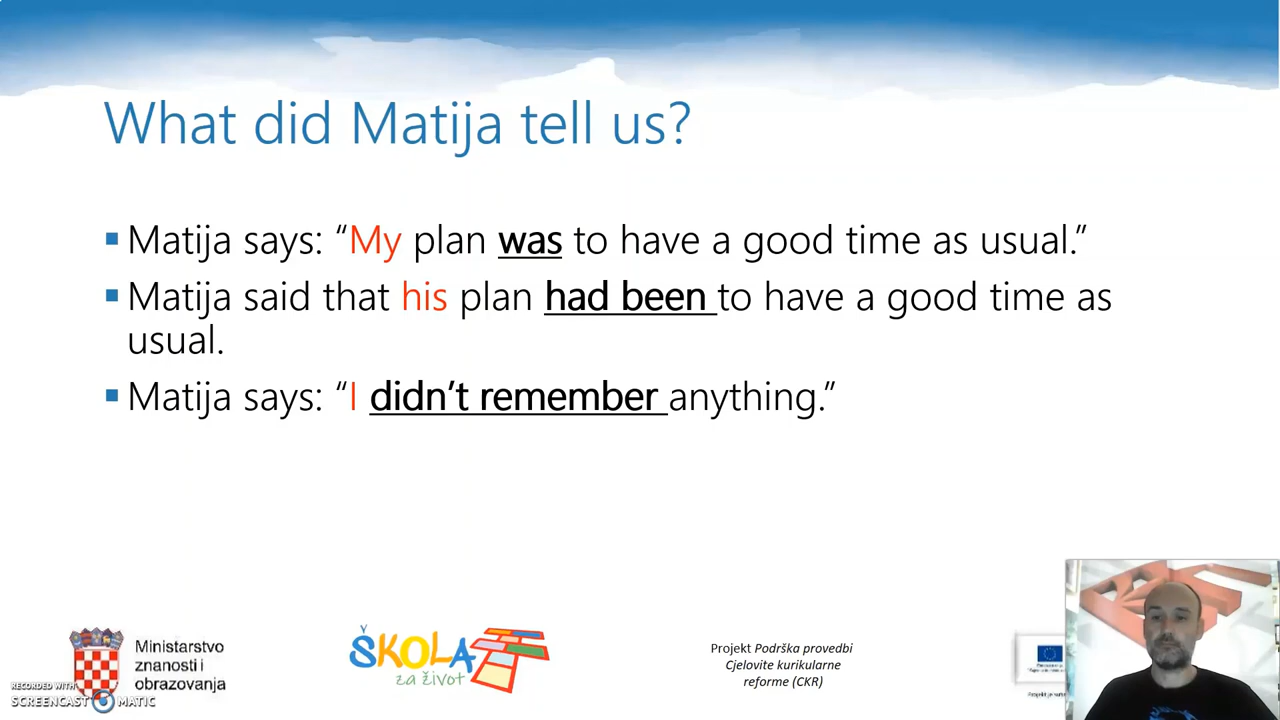 What did Matija tell us?
Matija says: “My plan was to have a good time as usual.”
Matija said that his plan had been to have a good time as
usual.
Matija says: “I didn’t remember anything.”
Ministarstvo
znanosti i
obrazovanja
ŠKOLA
za život
Projekt Podrška provedbi
Cjelovite kurikularne
reforme (CKR)
RECORDED WITH
SCREENCAST MATIC